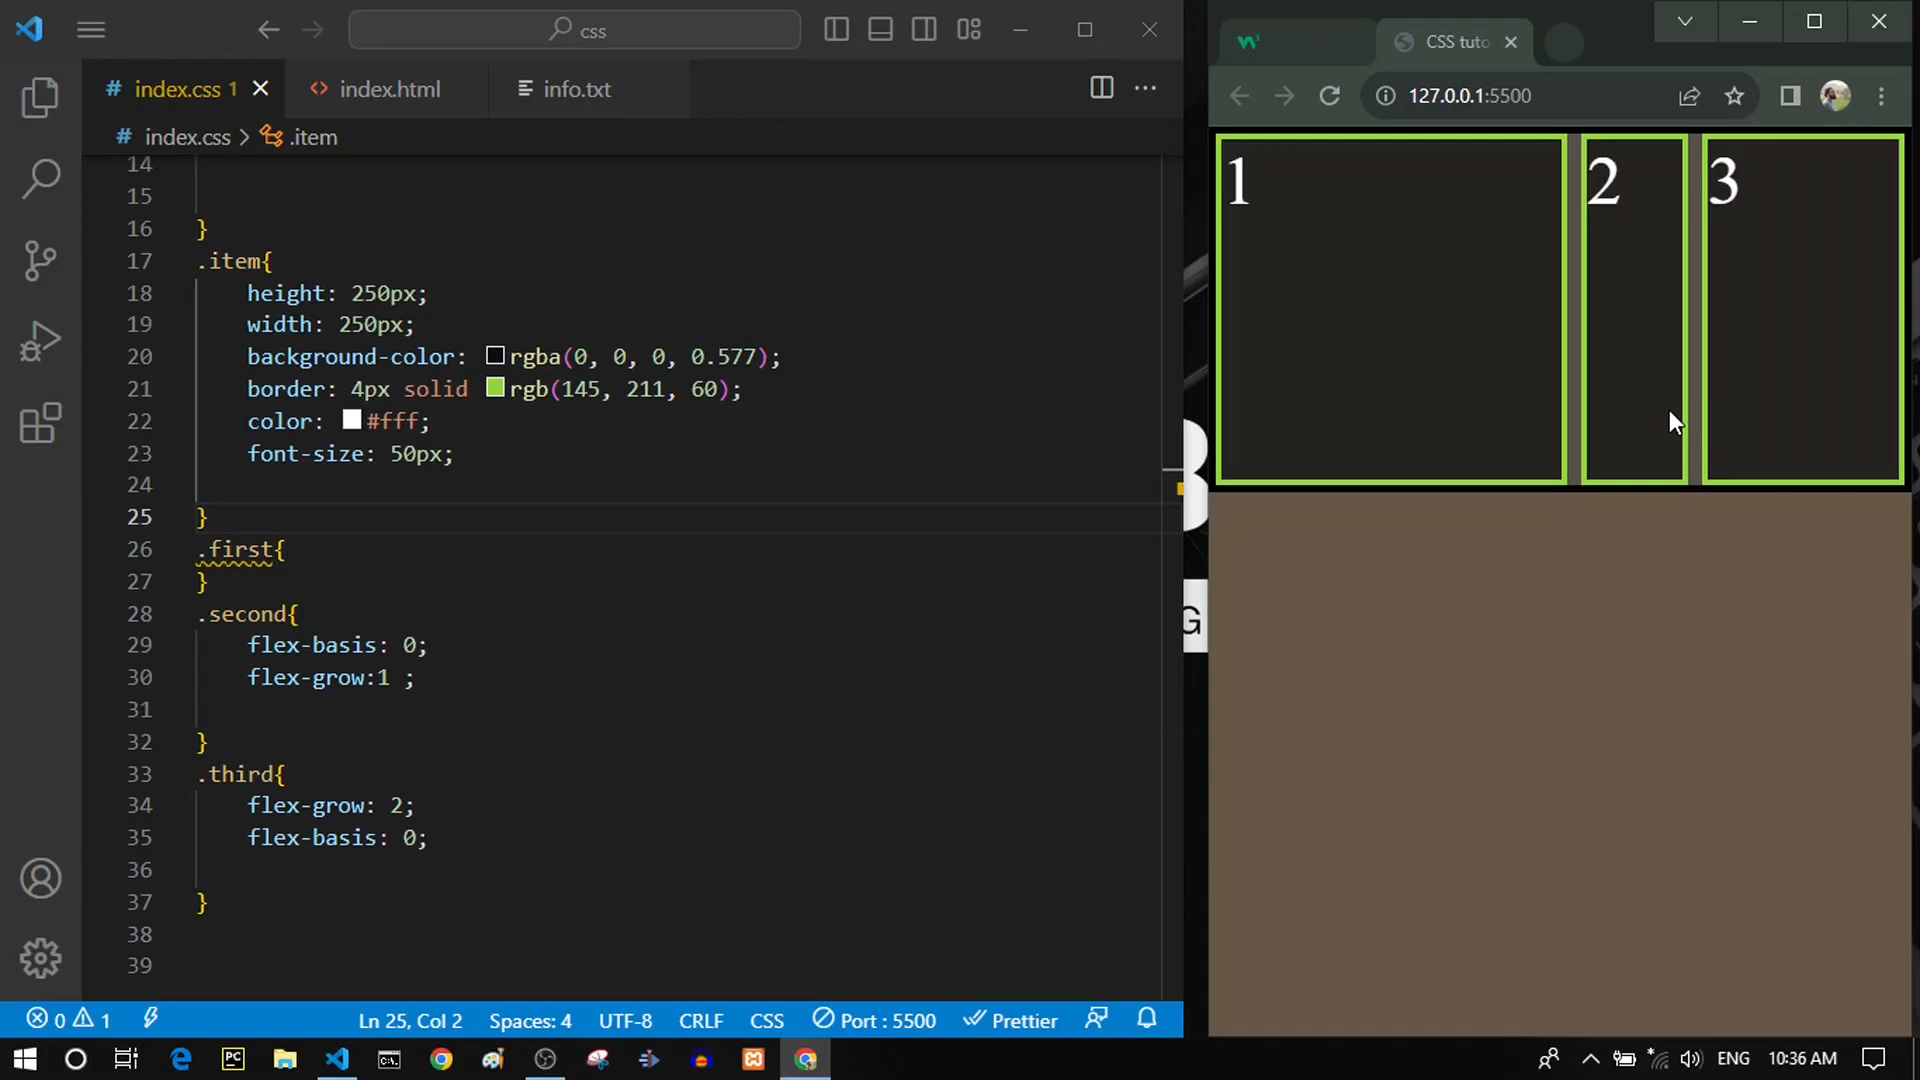 css
index.css 1
index.html
info.txt
index.css > .item
14
15
16 }
17 .item{
18 height: 250px;
19 width: 250px;
20 background-color: rgba(0, 0, 0, 0.577);
21 border: 4px solid rgb(145, 211, 60);
22 color: #fff;
23 font-size: 50px;
24
25 }
26 .first{
27 }
28 .second{
29 flex-basis: 0;
30 flex-grow:1 ;
31
32 }
33 .third{
34 flex-grow: 2;
35 flex-basis: 0;
36
37 }
38
39
0 1 Ln 25, Col 2 Spaces: 4 UTF-8 CRLF CSS Port : 5500 Prettier
CSS tuto
127.0.0.1:5500
1 2 3
G
PC
ENG 10:36 AM